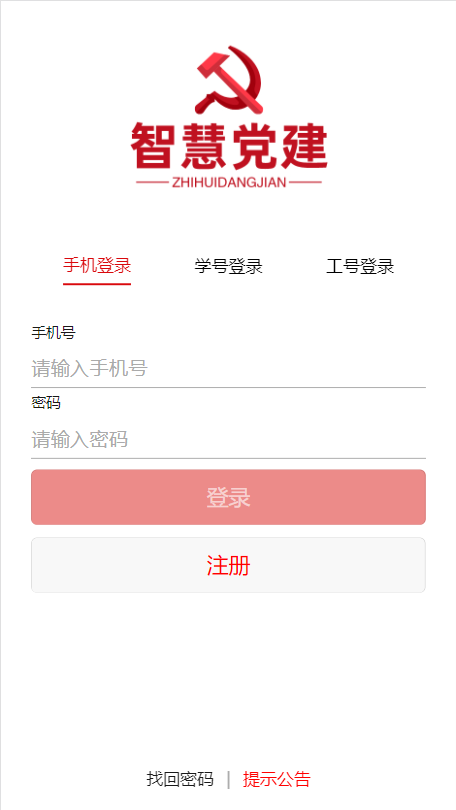 智慧党建
ZHIHUIDANGJIAN
手机登录 学号登录 工号登录
手机号
请输入手机号
密码
请输入密码
登录
注册
找回密码 | 提示公告